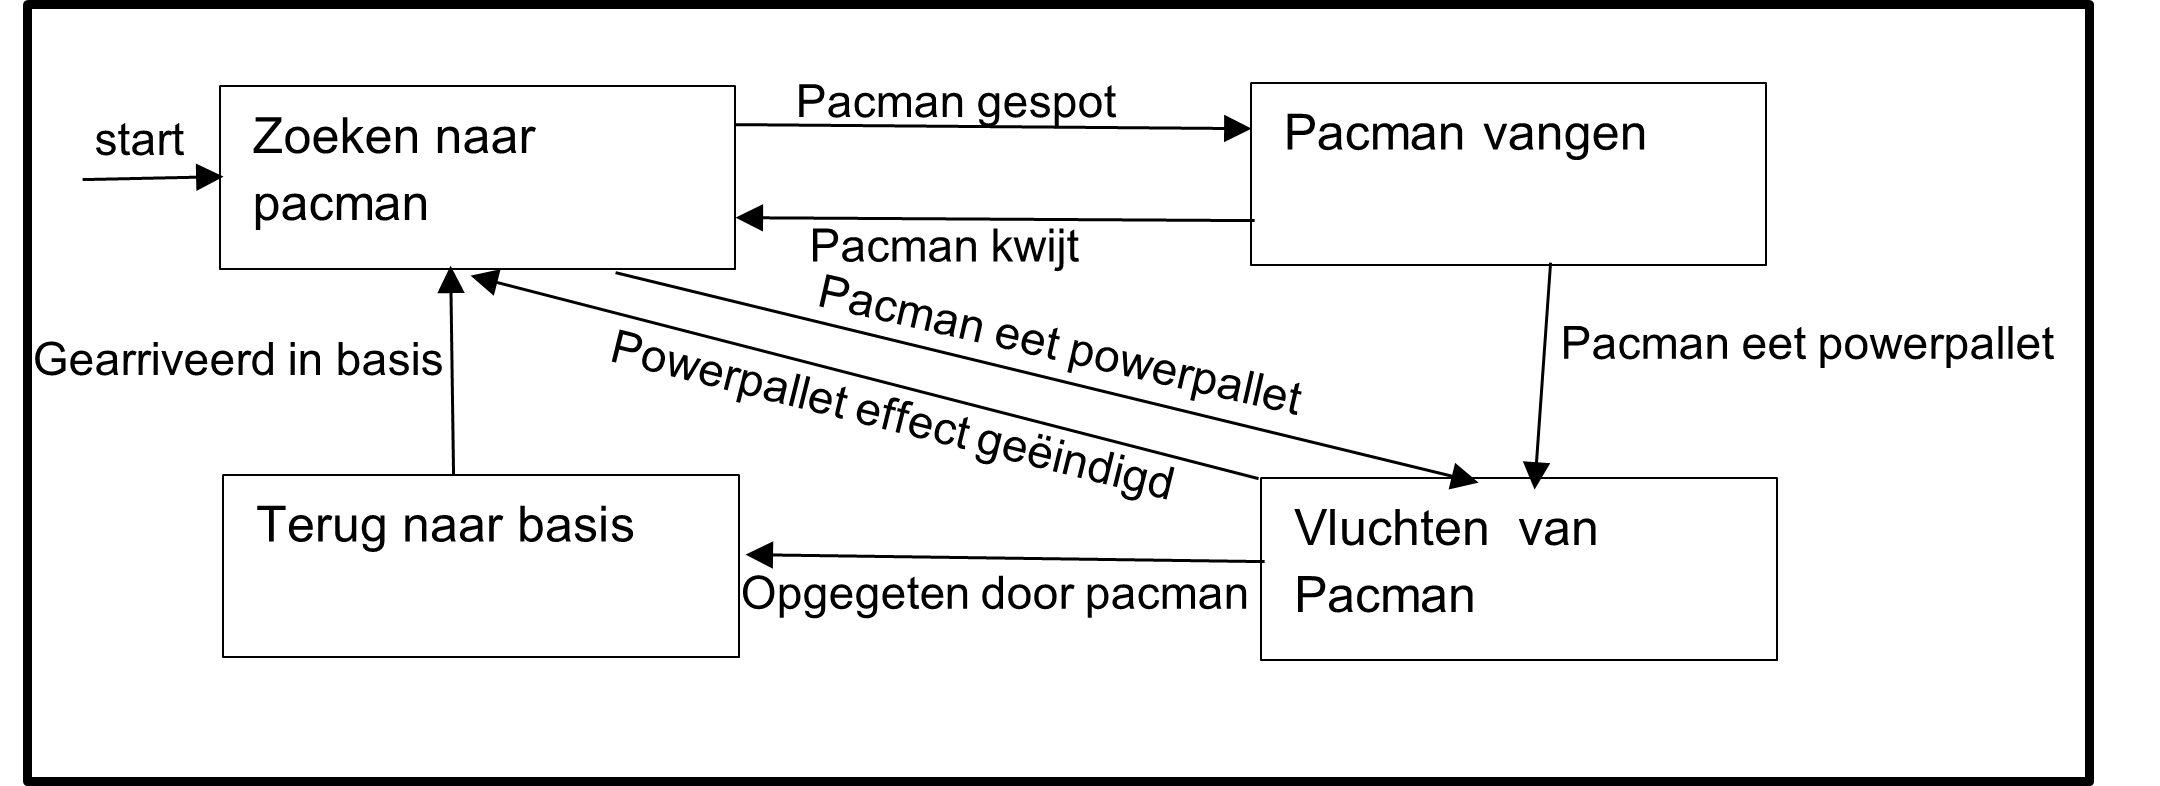 start
Zoeken naar
pacman
Pacman gespot
Pacman vangen
Pacman kwijt
Pacman eet powerpallet
Powerpallet effect geëindigd
Gearriveerd in basis
Pacman eet powerpallet
Terug naar basis
Opgegeten door pacman
Vluchten van
Pacman